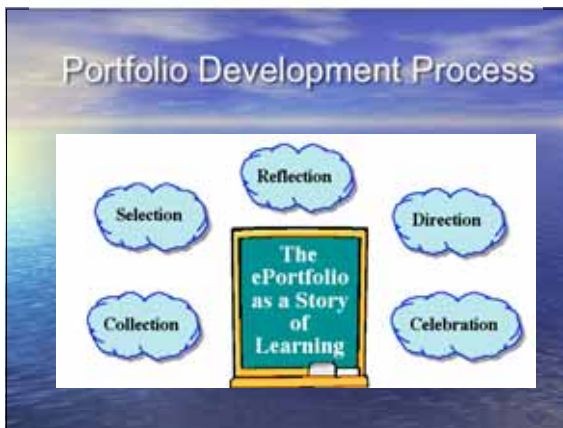 Portfolio Development Process
Reflection
Selection
Direction
Collection
Celebration
The
ePortfolio
as a Story
of
Learning